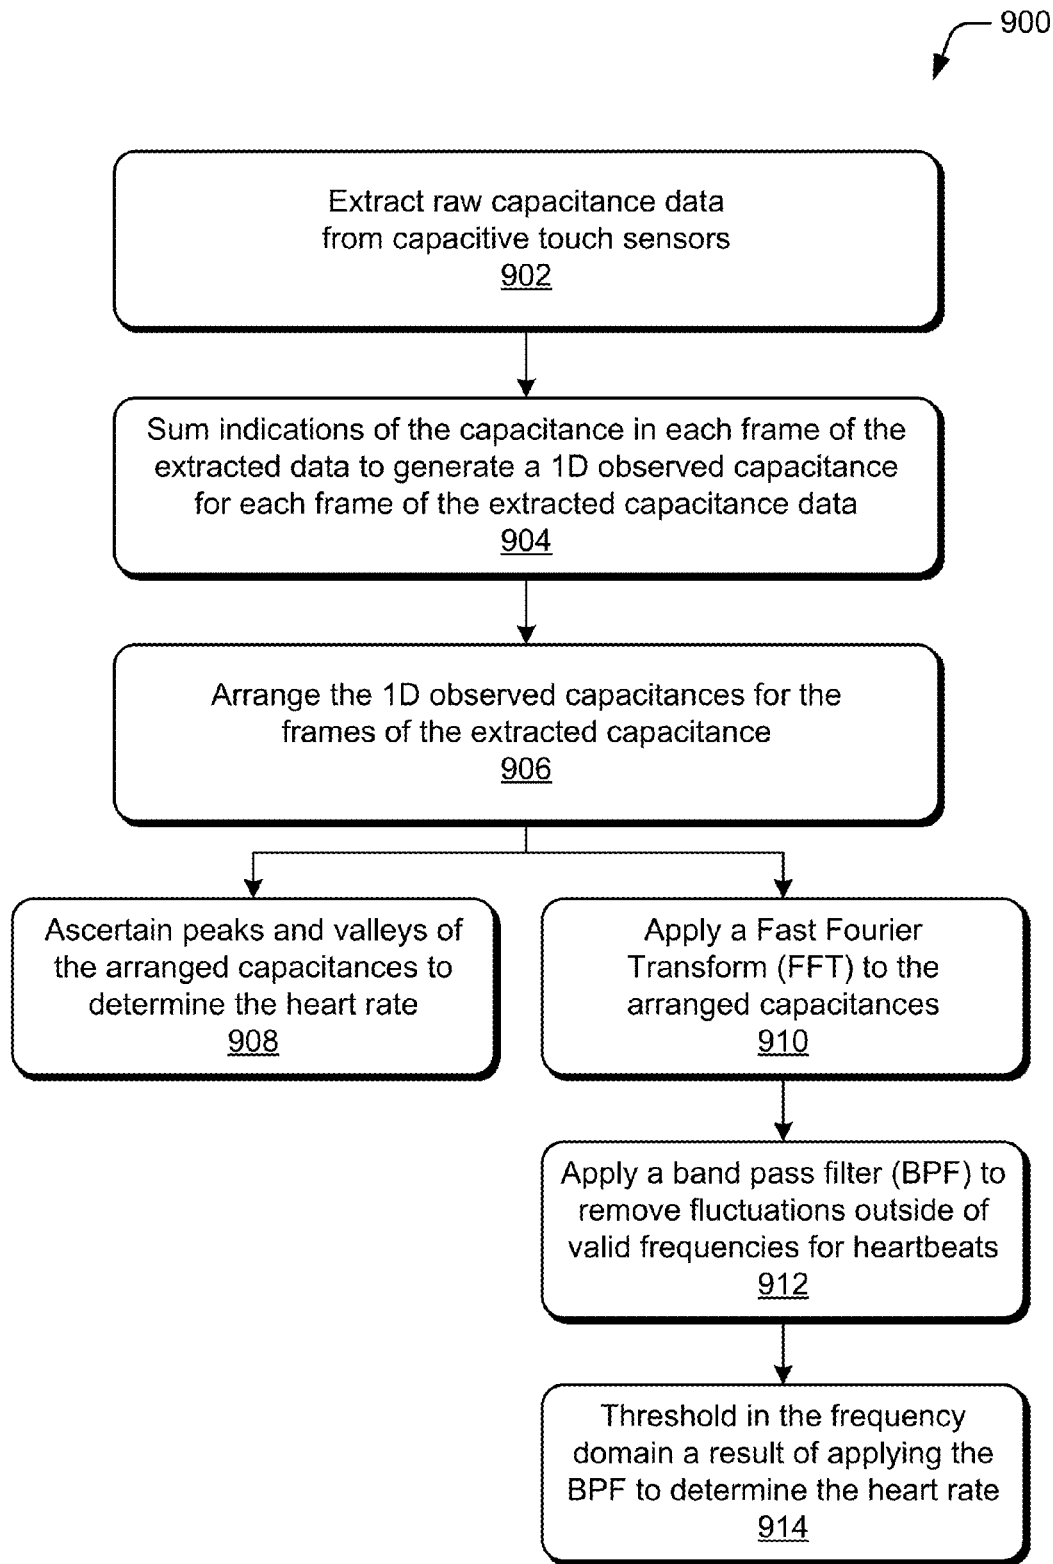 900
Extract raw capacitance data
from capacitive touch sensors
902
Sum indications of the capacitance in each frame of the
extracted data to generate a 1D observed capacitance
for each frame of the extracted capacitance data
904
Arrange the 1D observed capacitances for the
frames of the extracted capacitance
906
Ascertain peaks and valleys of
the arranged capacitances to
determine the heart rate
908
Apply a Fast Fourier
Transform (FFT) to the
arranged capacitances
910
Apply a band pass filter (BPF) to
remove fluctuations outside of
valid frequencies for heartbeats
912
Threshold in the frequency
domain a result of applying the
BPF to determine the heart rate
914